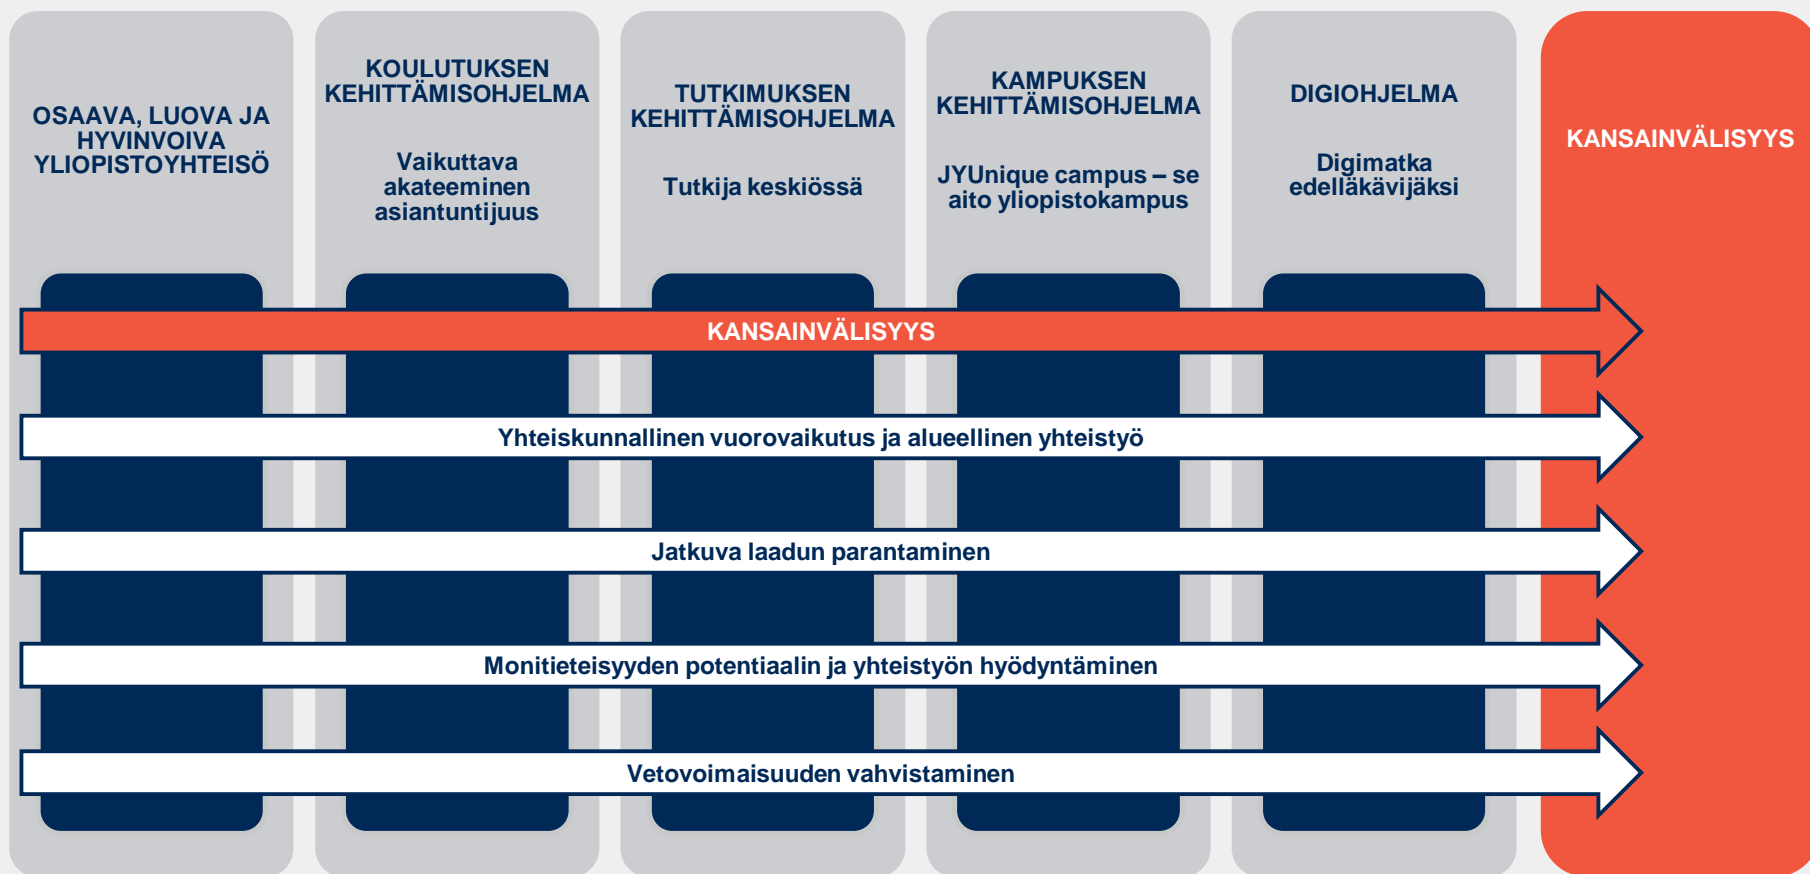 OSAAVA, LUOVA JA
HYVINVOIVA
YLIOPISTOYHTEISÖ
KOULUTUKSEN
KEHITTÄMISOHJELMA
Vaikuttava
akateeminen
asiantuntijuus
TUTKIMUKSEN
KEHITTÄMISOHJELMA
Tutkija keskiössä
KAMPUKSEN
KEHITTÄMISOHJELMA
JYUnique campus – se
aito yliopistokampus
DIGIOHJELMA
Digimatka
edelläkävijäksi
KANSAINVÄLISYYS
KANSAINVÄLISYYS
Yhteiskunnallinen vuorovaikutus ja alueellinen yhteistyö
Jatkuva laadun parantaminen
Monitieteisyyden potentiaalin ja yhteistyön hyödyntäminen
Vetovoimaisuuden vahvistaminen